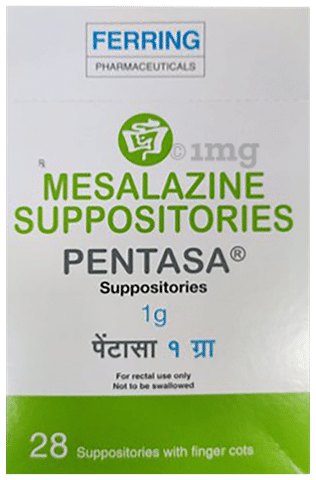 FERRING
PHARMACEUTICALS
©1mg
℞
MESALAZINE
SUPPOSITORIES
PENTASA®
Suppositories
1g
पेंटासा १ ग्रा
For rectal use only
Not to be swallowed
28 Suppositories with finger cots